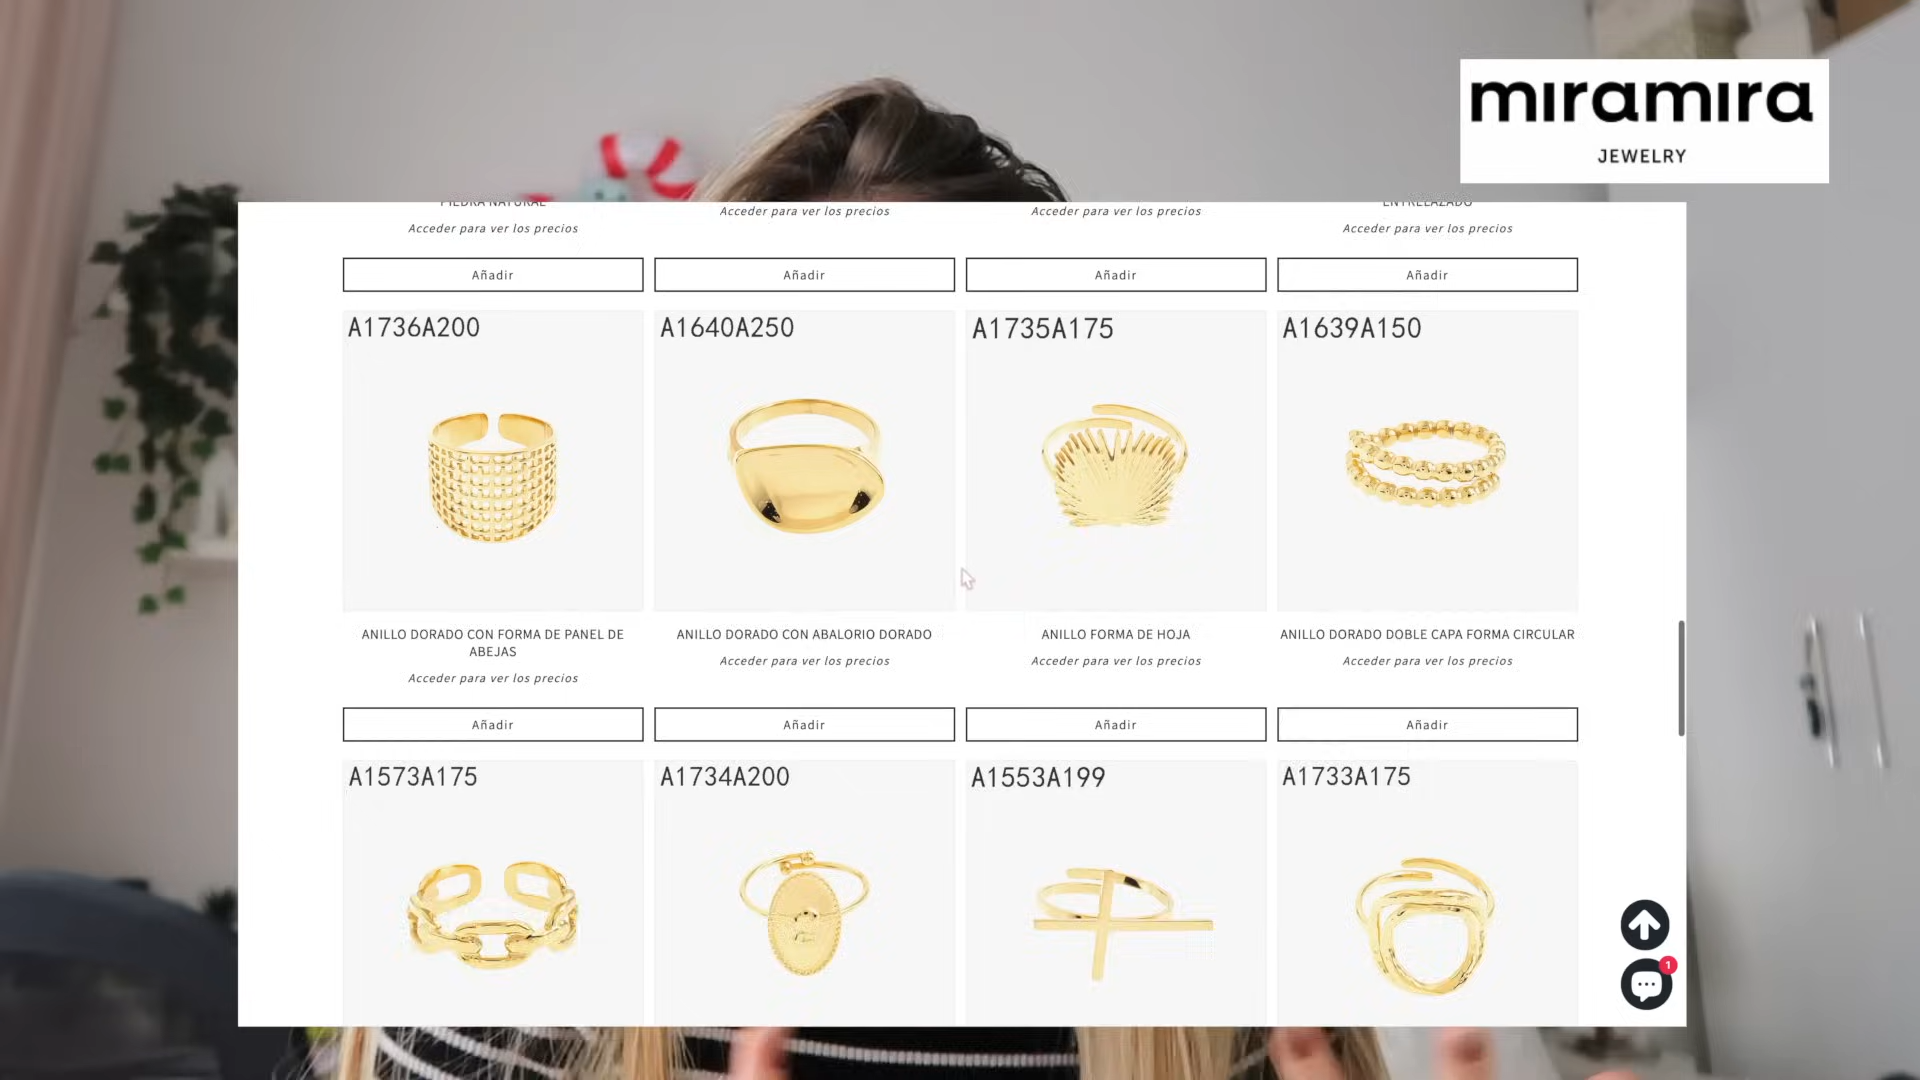 miramira
JEWELRY
PIEDRA NATURAL
Acceder para ver los precios
Acceder para ver los precios
Acceder para ver los precios
ENTRELAZADO
Acceder para ver los precios
Añadir
Añadir
Añadir
Añadir
A1736A200
A1640A250
A1735A175
A1639A150
ANILLO DORADO CON FORMA DE PANEL DE
ABEJAS
Acceder para ver los precios
ANILLO DORADO CON ABALORIO DORADO
Acceder para ver los precios
ANILLO FORMA DE HOJA
Acceder para ver los precios
ANILLO DORADO DOBLE CAPA FORMA CIRCULAR
Acceder para ver los precios
Añadir
Añadir
Añadir
Añadir
A1573A175
A1734A200
A1553A199
A1733A175
1